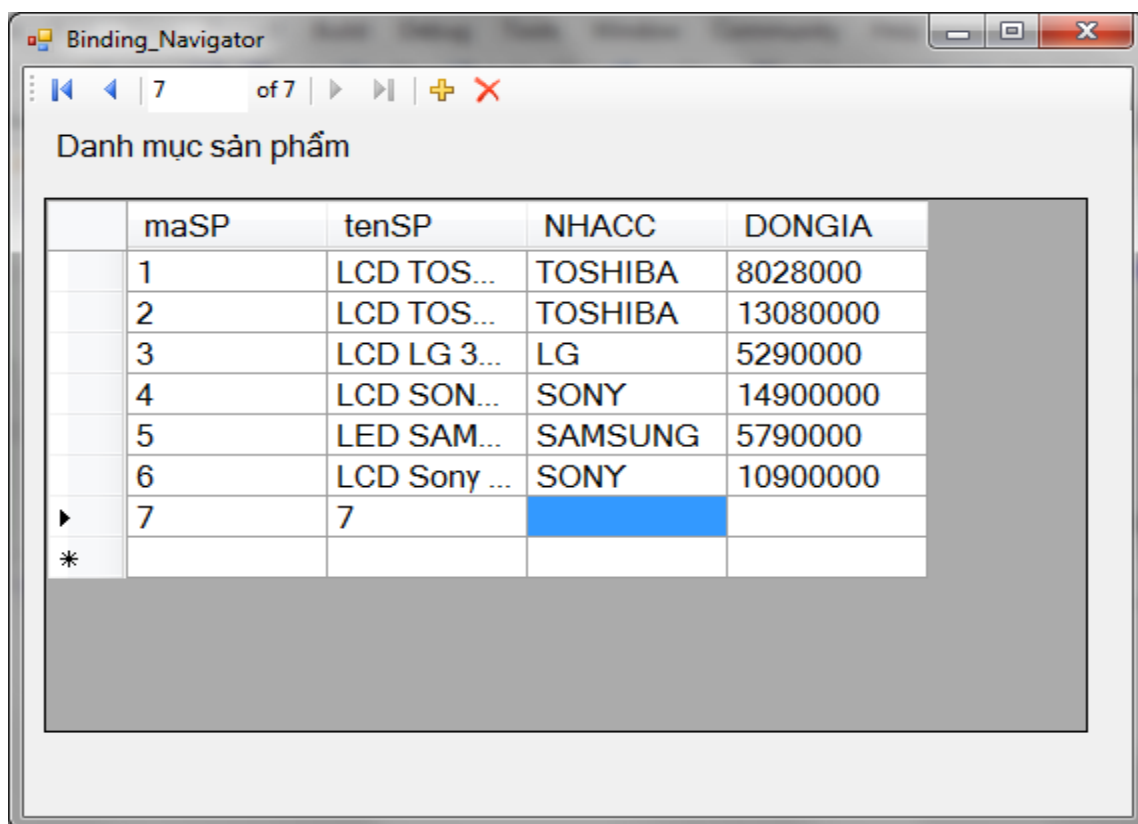 Binding_Navigator
7 of 7
Danh mục sản phẩm
maSP tenSP NHACC DONGIA
1 LCD TOS... TOSHIBA 8028000
2 LCD TOS... TOSHIBA 13080000
3 LCD LG 3... LG 5290000
4 LCD SON... SONY 14900000
5 LED SAM... SAMSUNG 5790000
6 LCD Sony ... SONY 10900000
7 7